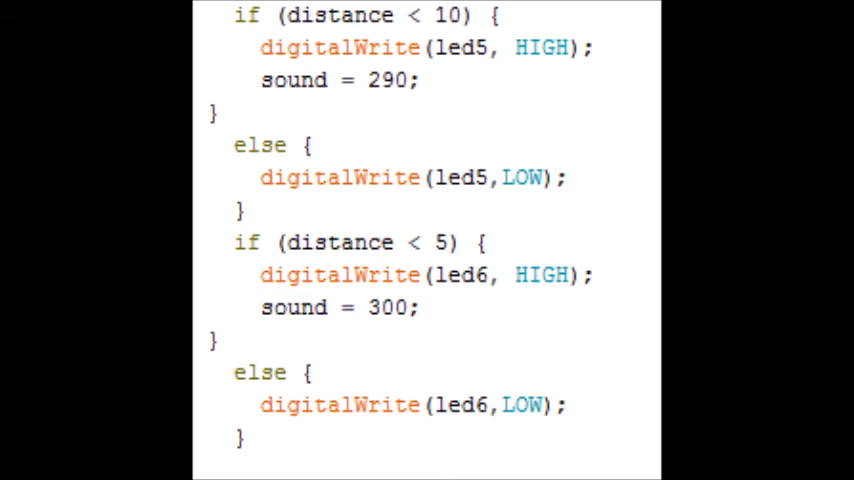 if (distance < 10) {
digitalWrite(led5, HIGH);
sound = 290;
}
else {
digitalWrite(led5,LOW);
}
if (distance < 5) {
digitalWrite(led6, HIGH);
sound = 300;
}
else {
digitalWrite(led6,LOW);
}